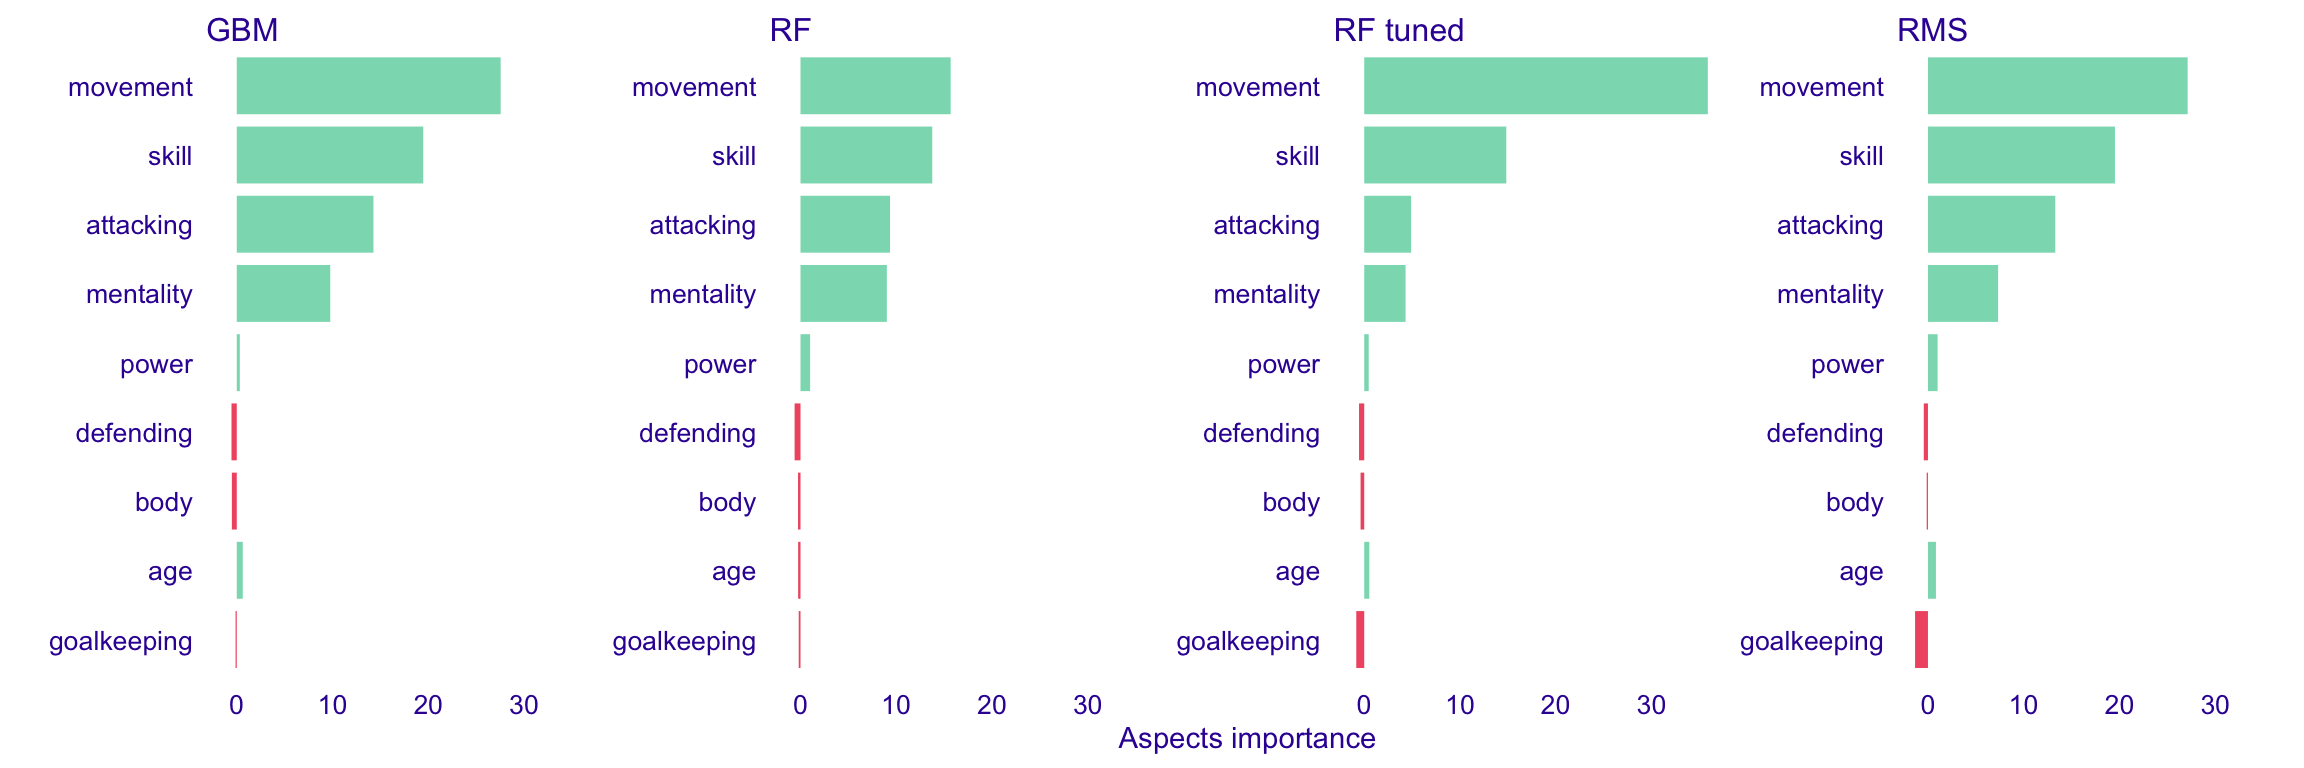 GBM
movement
skill
attacking
mentality
power
defending
body
age
goalkeeping
0 10 20 30
RF
movement
skill
attacking
mentality
power
defending
body
age
goalkeeping
0 10 20 30
RF tuned
movement
skill
attacking
mentality
power
defending
body
age
goalkeeping
0 10 20 30
RMS
movement
skill
attacking
mentality
power
defending
body
age
goalkeeping
0 10 20 30
Aspects importance